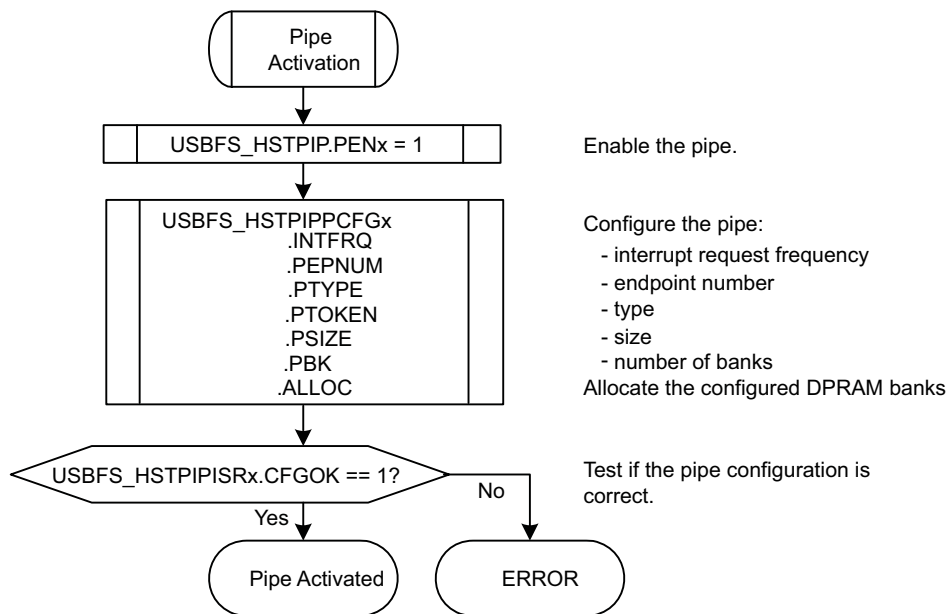 Pipe
Activation
USBFS_HSTPIP.PENx = 1
Enable the pipe.
USBFS_HSTPIPPCFGx
.INTFRQ
.PEPNUM
.PTYPE
.PTOKEN
.PSIZE
.PBK
.ALLOC
Configure the pipe:
- interrupt request frequency
- endpoint number
- type
- size
- number of banks
Allocate the configured DPRAM banks
USBFS_HSTPIPISRx.CFGOK == 1?
Test if the pipe configuration is
correct.
No
Yes
Pipe Activated
ERROR